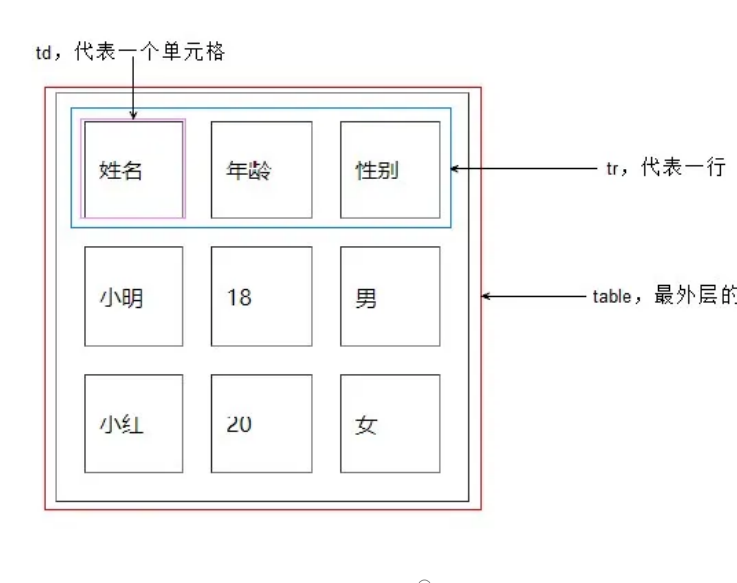 td，代表一个单元格
姓名 年龄 性别
tr，代表一行
小明 18 男
table，最外层的
小红 20 女